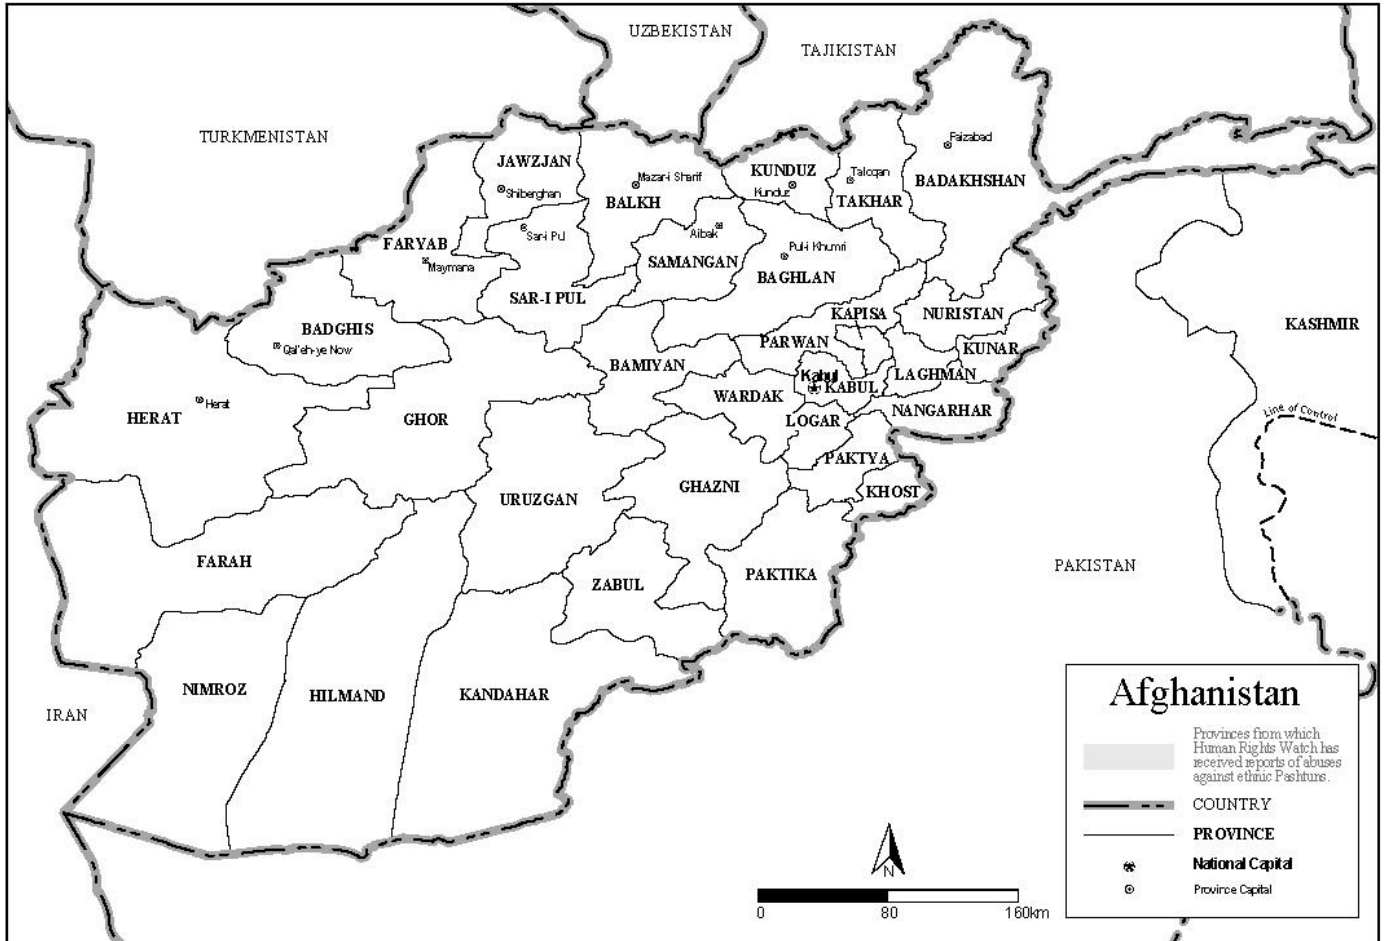 UZBEKISTAN
TAJIKISTAN
TURKMENISTAN
Faizabad
JAWZJAN
KUNDUZ
Taloqan
Mazar-i Sharif
Shiberghan
Kunduz
BADAKHSHAN
BALKH
TAKHAR
Aibak
Sar-i Pul
FARYAB
Pul-i Khumri
Maymana
SAMANGAN
BAGHLAN
SAR-I PUL
KAPISA
NURISTAN
KASHMIR
BADGHIS
PARWAN
Qal'eh-ye Now
KUNAR
BAMIYAN
LAGHMAN
Kabul
KABUL
WARDAK
Herat
HERAT
GHOR
NANGARHAR
LOGAR
Line of Control
PAKTYA
GHAZNI
KHOST
URUZGAN
FARAH
PAKISTAN
PAKTIKA
ZABUL
NIMROZ
HILMAND
KANDAHAR
IRAN
Afghanistan
Provinces from which
Human Rights Watch has
received reports of abuses
against ethnic Pashtuns.
COUNTRY
PROVINCE
National Capital
Province Capital
N
0 80 160km